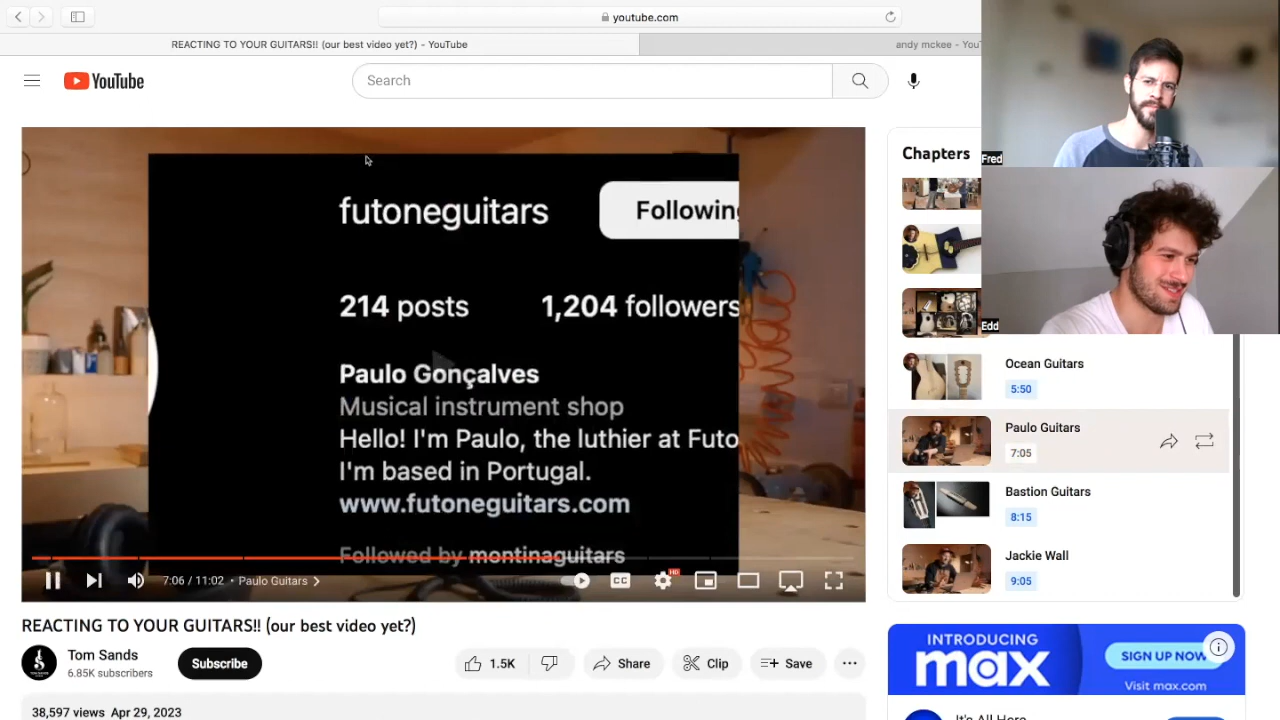 youtube.com
REACTING TO YOUR GUITARS!! (our best video yet?) - YouTube
andy mckee - You
YouTube
Search
futoneguitars
Following
214 posts
1,204 followers
Paulo Gonçalves
Musical instrument shop
Hello! I'm Paulo, the luthier at Futo
I'm based in Portugal.
www.futoneguitars.com
Followed by montinaguitars
7:06 / 11:02 • Paulo Guitars
CC
HD
Chapters
Ocean Guitars
5:50
Paulo Guitars
7:05
Bastion Guitars
8:15
Jackie Wall
9:05
Fred
Edd
REACTING TO YOUR GUITARS!! (our best video yet?)
Tom Sands
6.85K subscribers
Subscribe
1.5K
Share
Clip
Save
38,597 views Apr 29, 2023
INTRODUCING
max
SIGN UP NOW
Visit max.com
It's All Here